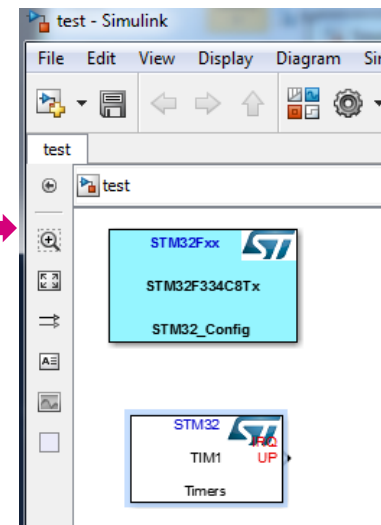 test - Simulink
File Edit View Display Diagram
test
test
STM32Fxx
STM32F334C8Tx
STM32_Config
STM32
IRQ
TIM1 UP
Timers